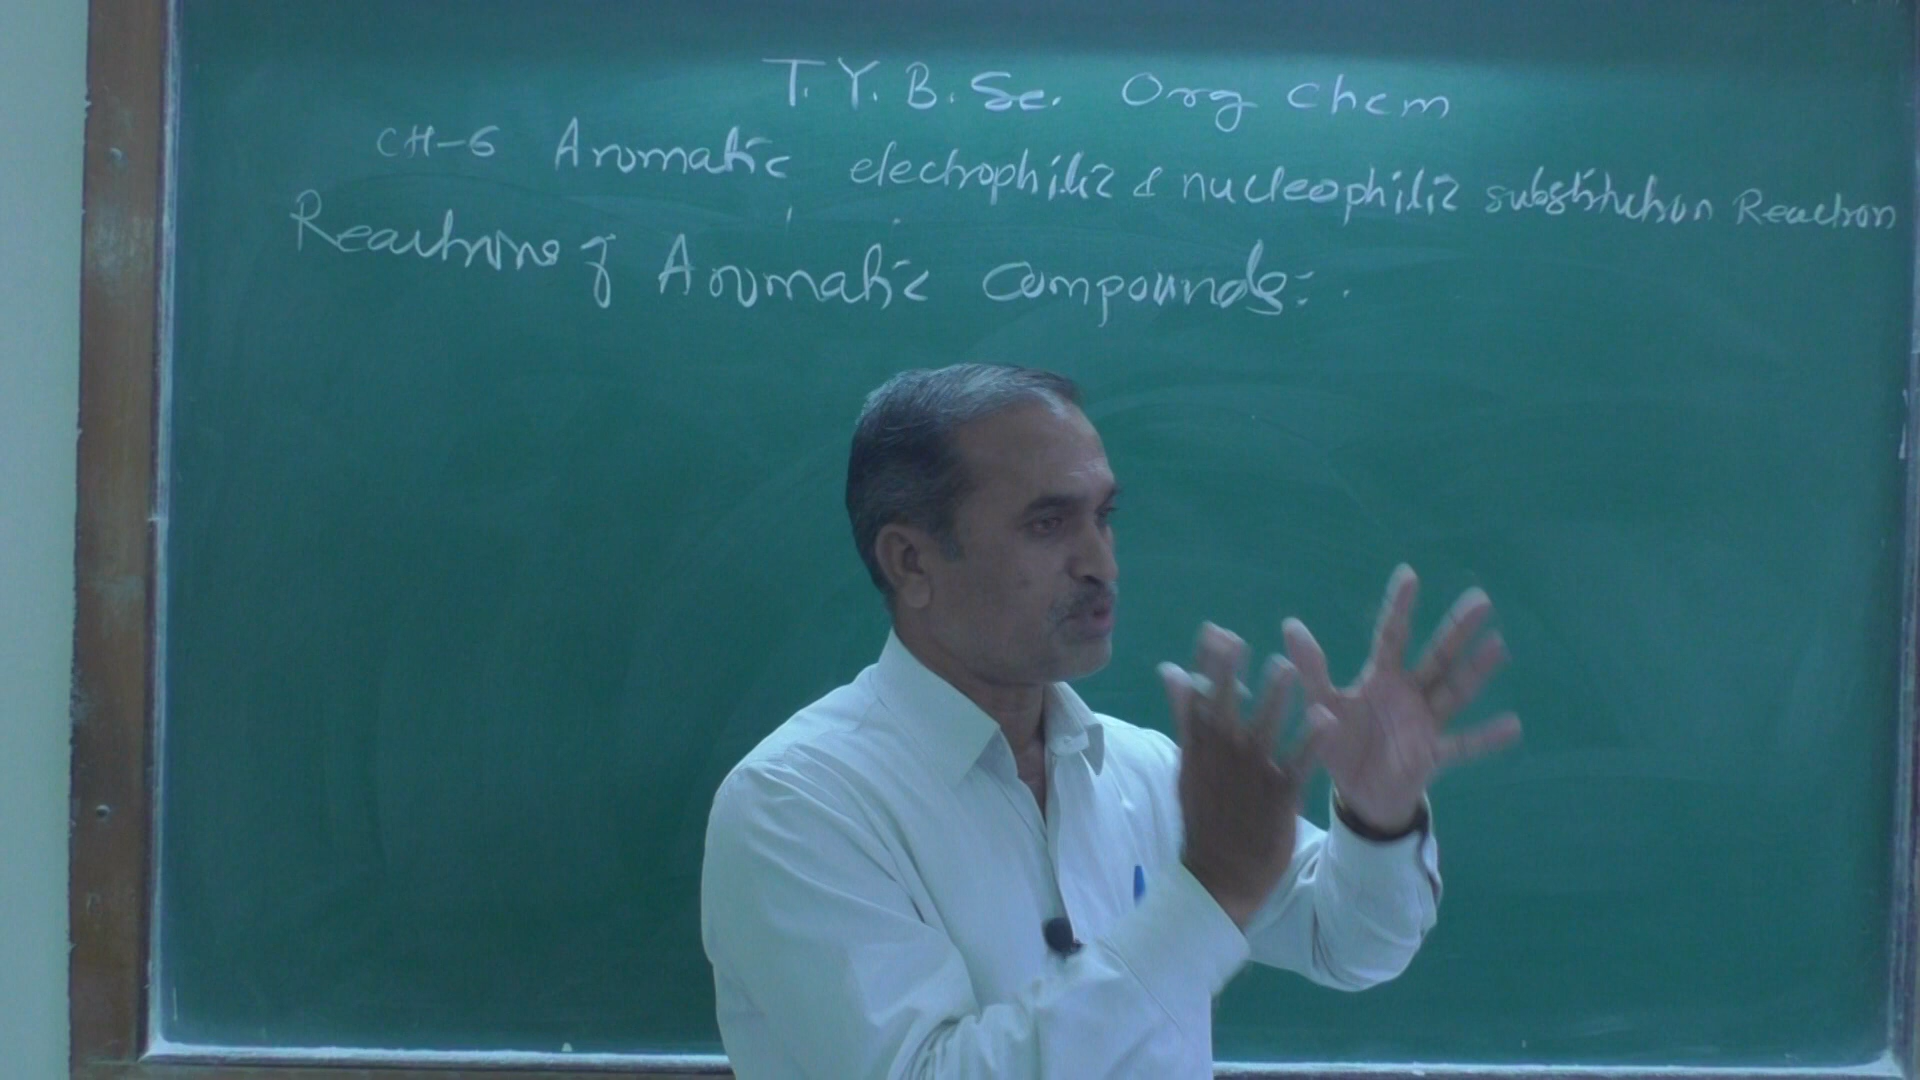 T.Y.B.Sc. Org Chem
CH-6 Aromatic electrophilic & nucleophilic substitution Reaction
Reactions of Aromatic Compounds:-